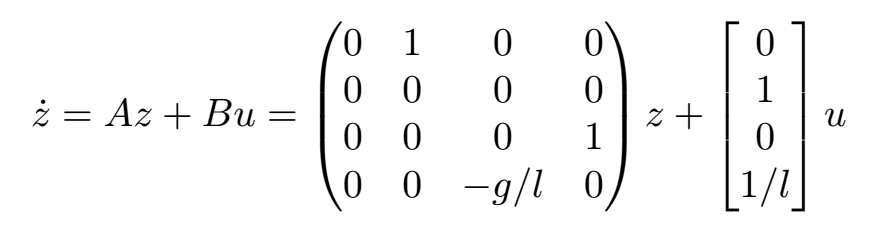 ż = Az + Bu = (0 1 0 0; 0 0 0 0; 0 0 0 1; 0 0 −g/l 0) z + [0; 1; 0; 1/l] u